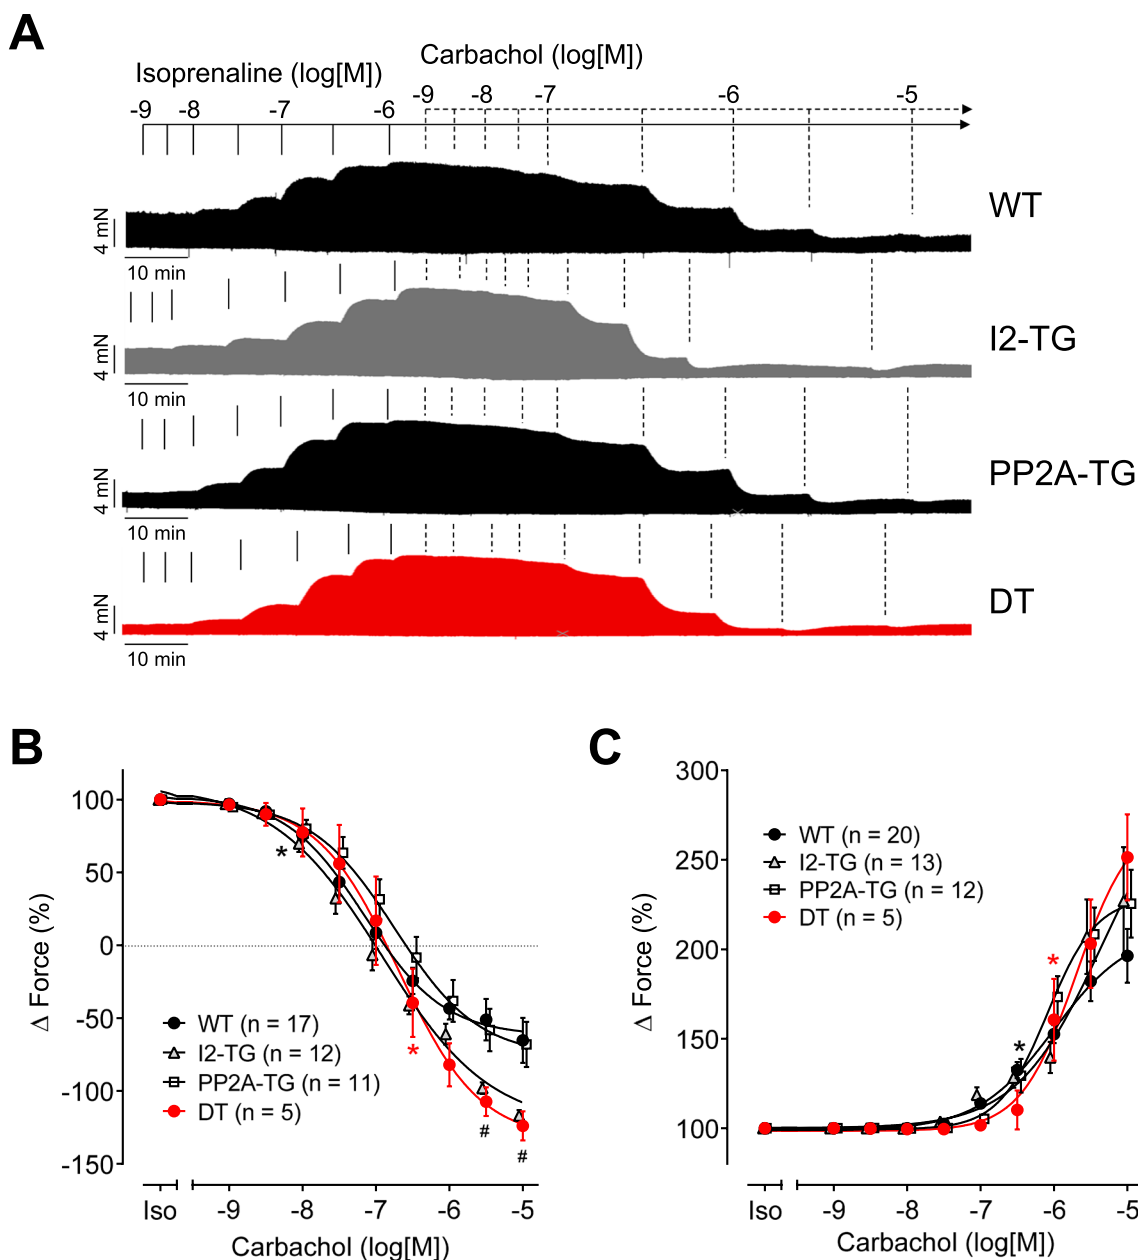 A
Isoprenaline (log[M])
Carbachol (log[M])
-9 -8 -7 -6 -9 -8 -7 -6 -5
4 mN
10 min
WT
4 mN
10 min
I2-TG
4 mN
10 min
PP2A-TG
4 mN
10 min
DT
B
Δ Force (%)
100
50
0
-50
-100
-150
*
*
#
#
WT (n = 17)
I2-TG (n = 12)
PP2A-TG (n = 11)
DT (n = 5)
Iso -9 -8 -7 -6 -5
Carbachol (log[M])
C
Δ Force (%)
300
250
200
150
100
WT (n = 20)
I2-TG (n = 13)
PP2A-TG (n = 12)
DT (n = 5)
*
*
Iso -9 -8 -7 -6 -5
Carbachol (log[M])